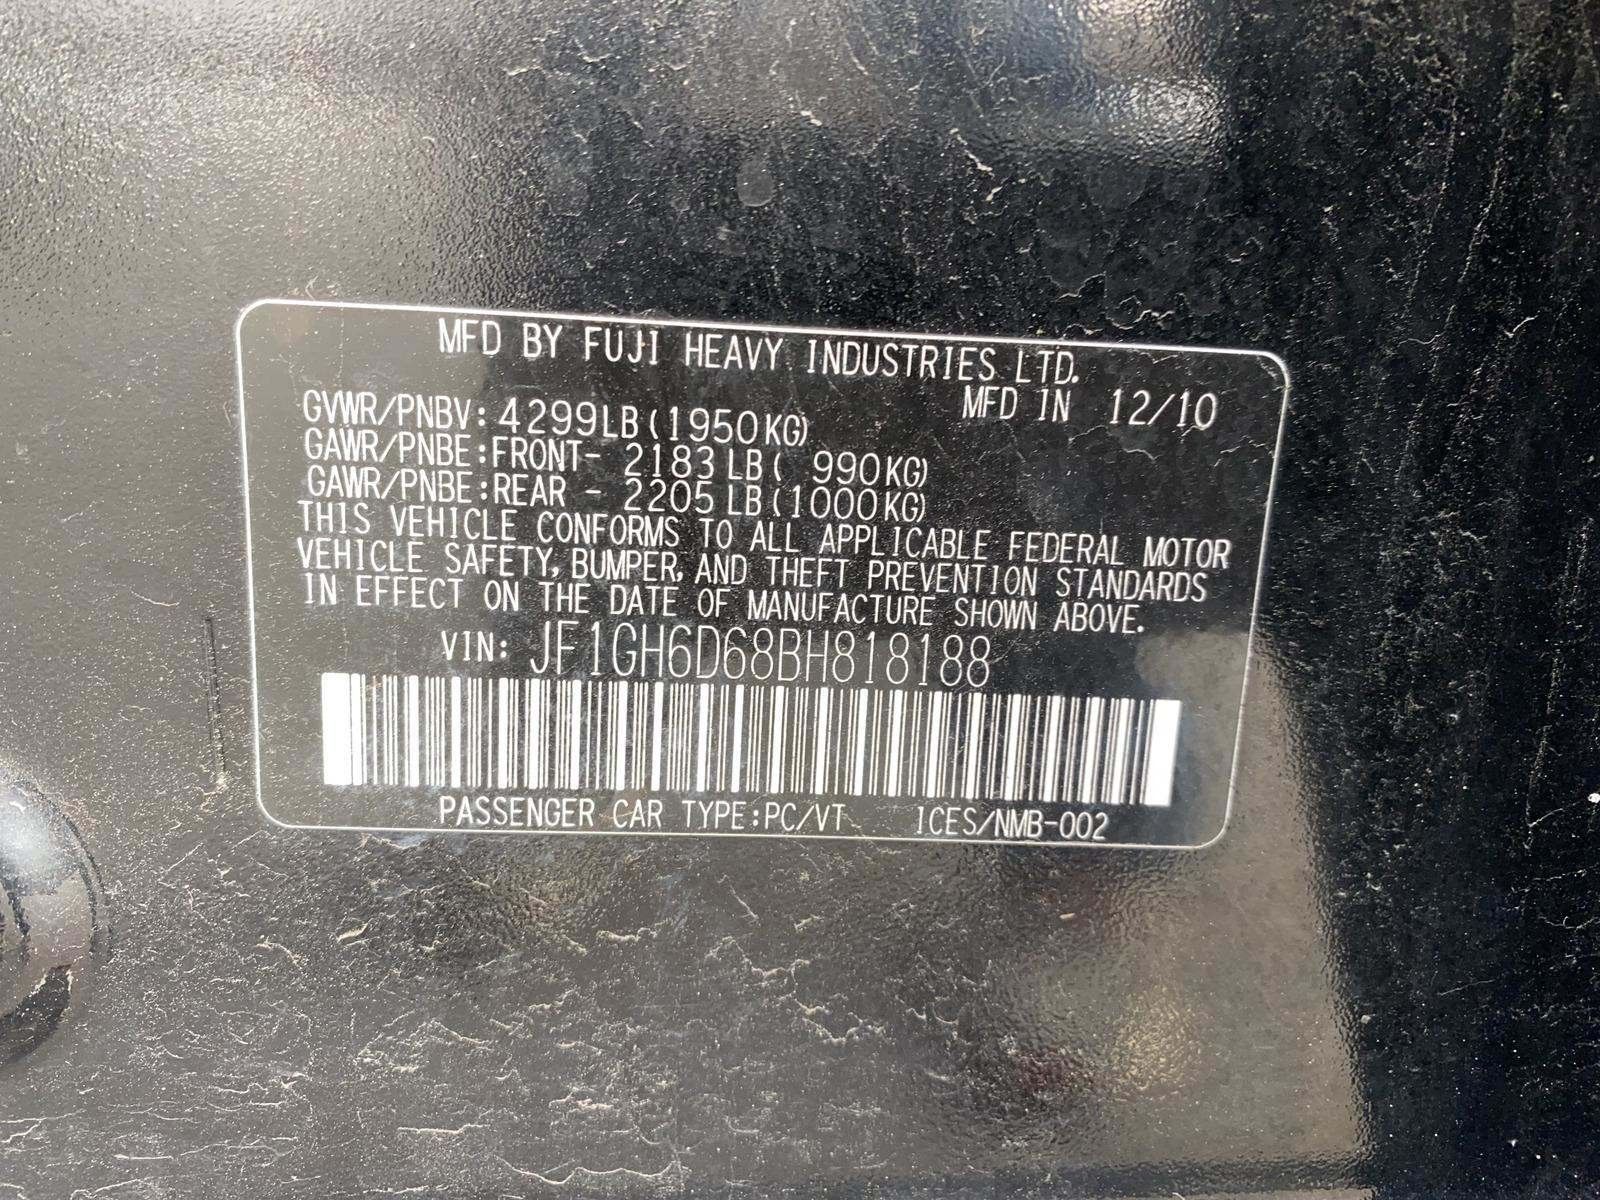 MFD BY FUJI HEAVY INDUSTRIES LTD.
MFD IN 12/10
GVWR/PNBV: 4299LB (1950KG)
GAWR/PNBE:FRONT- 2183 LB ( 990KG)
GAWR/PNBE:REAR - 2205 LB (1000KG)
THIS VEHICLE CONFORMS TO ALL APPLICABLE FEDERAL MOTOR
VEHICLE SAFETY, BUMPER, AND THEFT PREVENTION STANDARDS
IN EFFECT ON THE DATE OF MANUFACTURE SHOWN ABOVE.
VIN: JF1GH6D68BH818188
PASSENGER CAR TYPE:PC/VT ICES/NMB-002